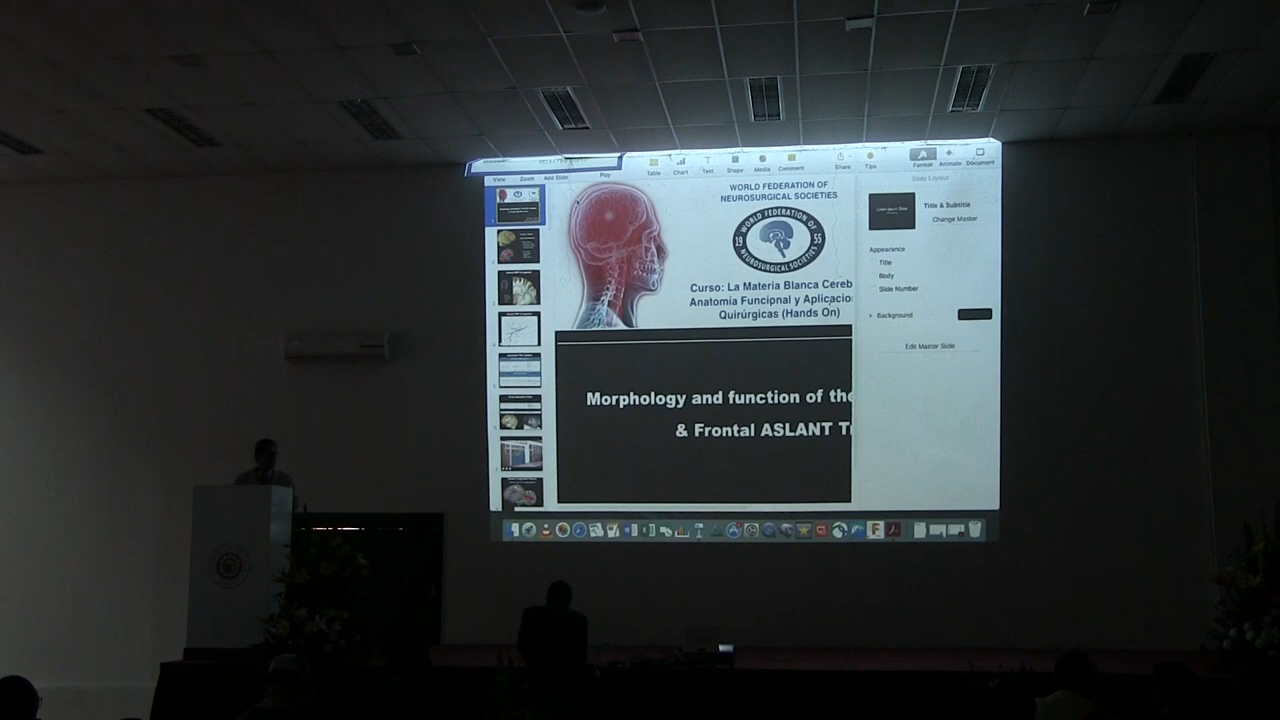 View
Zoom
Add Slide
Play
Table
Chart
Text
Shape
Media
Comment
Share
Tips
Format
Animate
Document
Slide Layout
Title & Subtitle
Change Master
Appearance
Title
Body
Slide Number
Background
Edit Master Slide
WORLD FEDERATION OF
NEUROSURGICAL SOCIETIES
WORLD FEDERATION OF
19 55
NEUROSURGICAL SOCIETIES
Curso: La Materia Blanca Cereb
Anatomía Funcional y Aplicacio
Quirúrgicas (Hands On)
Morphology and function of the
& Frontal ASLANT Tr